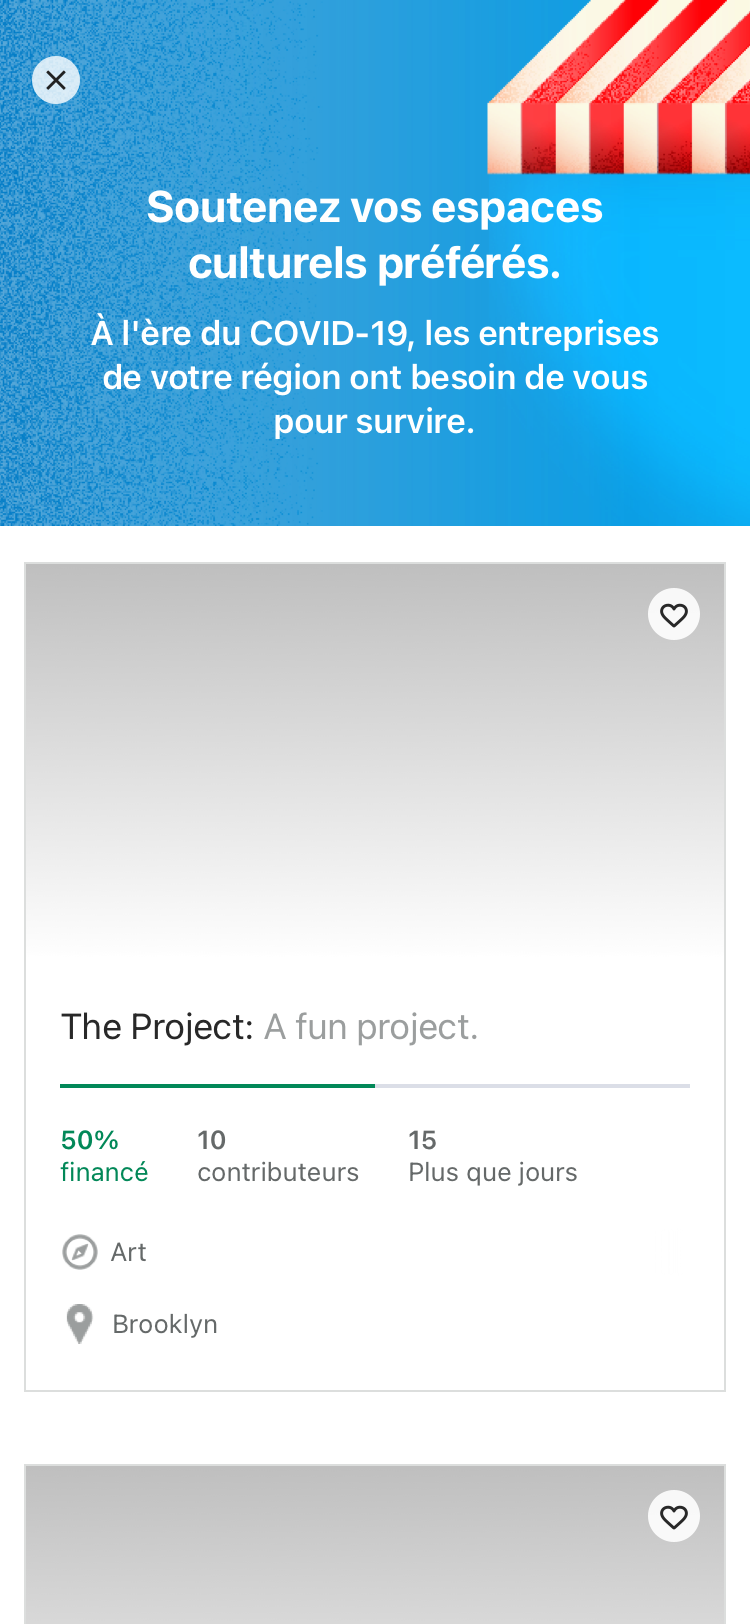 Soutenez vos espaces
culturels préférés.
À l'ère du COVID-19, les entreprises
de votre région ont besoin de vous
pour survire.
The Project: A fun project.
50%
financé
10
contributeurs
15
Plus que jours
Art
Brooklyn